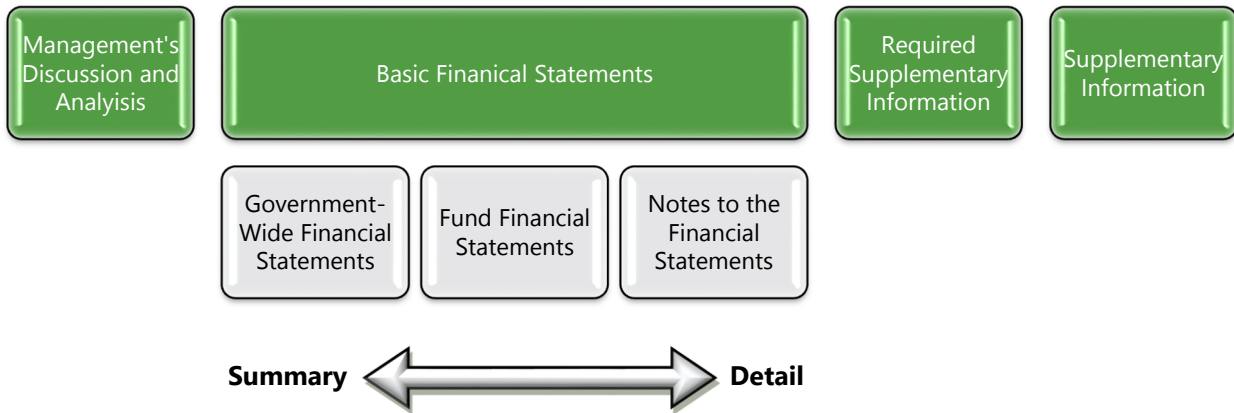 Management's
Discussion and
Analyisis
Basic Finanical Statements
Required
Supplementary
Information
Supplementary
Information
Government-
Wide Financial
Statements
Fund Financial
Statements
Notes to the
Financial
Statements
Summary
Detail